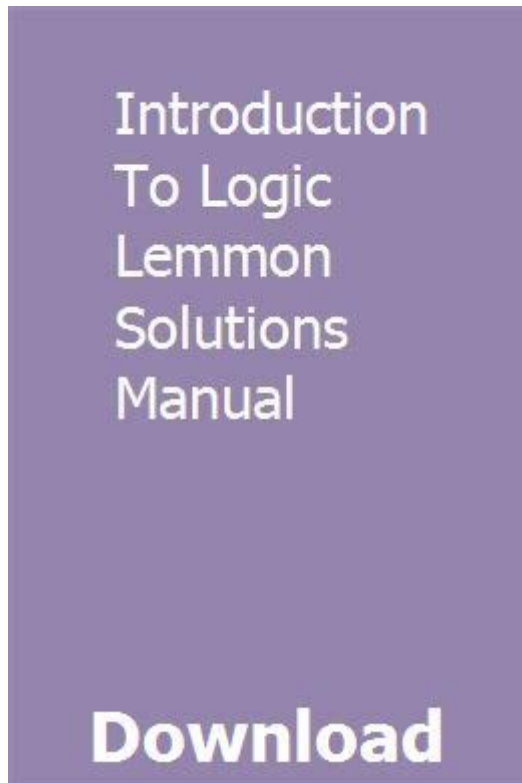 Introduction
To Logic
Lemmon
Solutions
Manual
Download